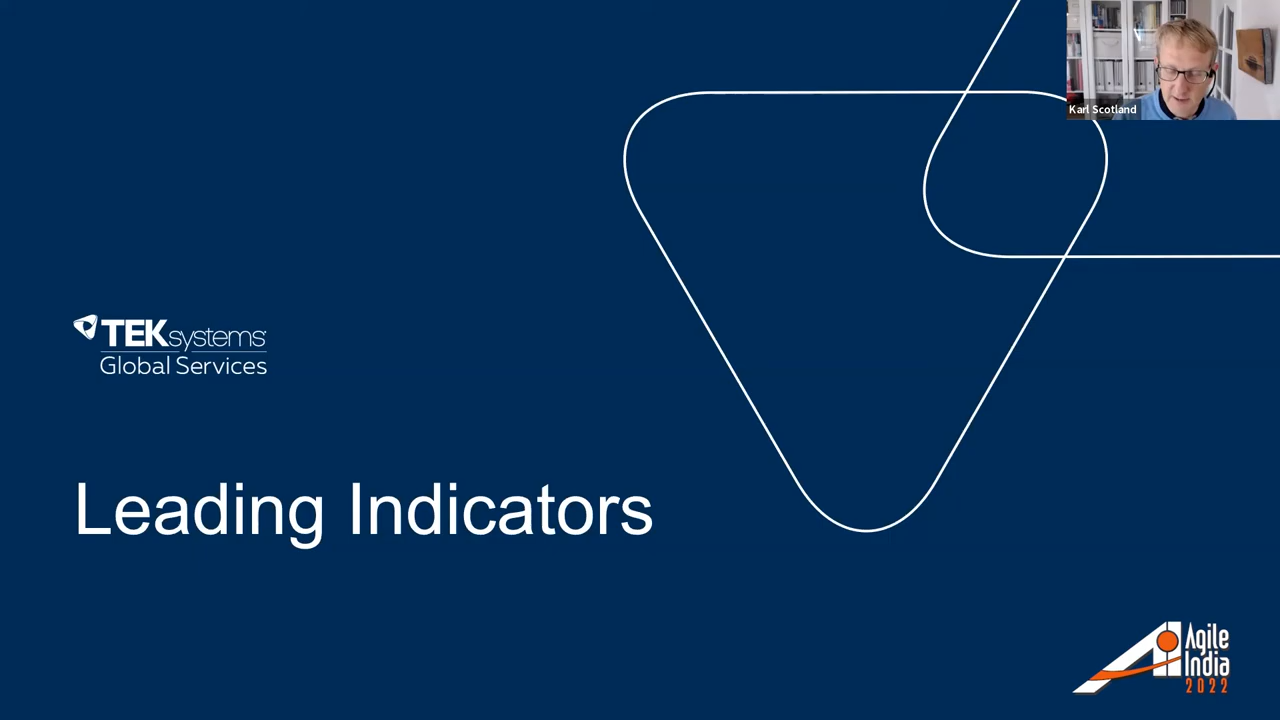 Karl Scotland
TEKsystems
Global Services
Leading Indicators
Agile
India
2022